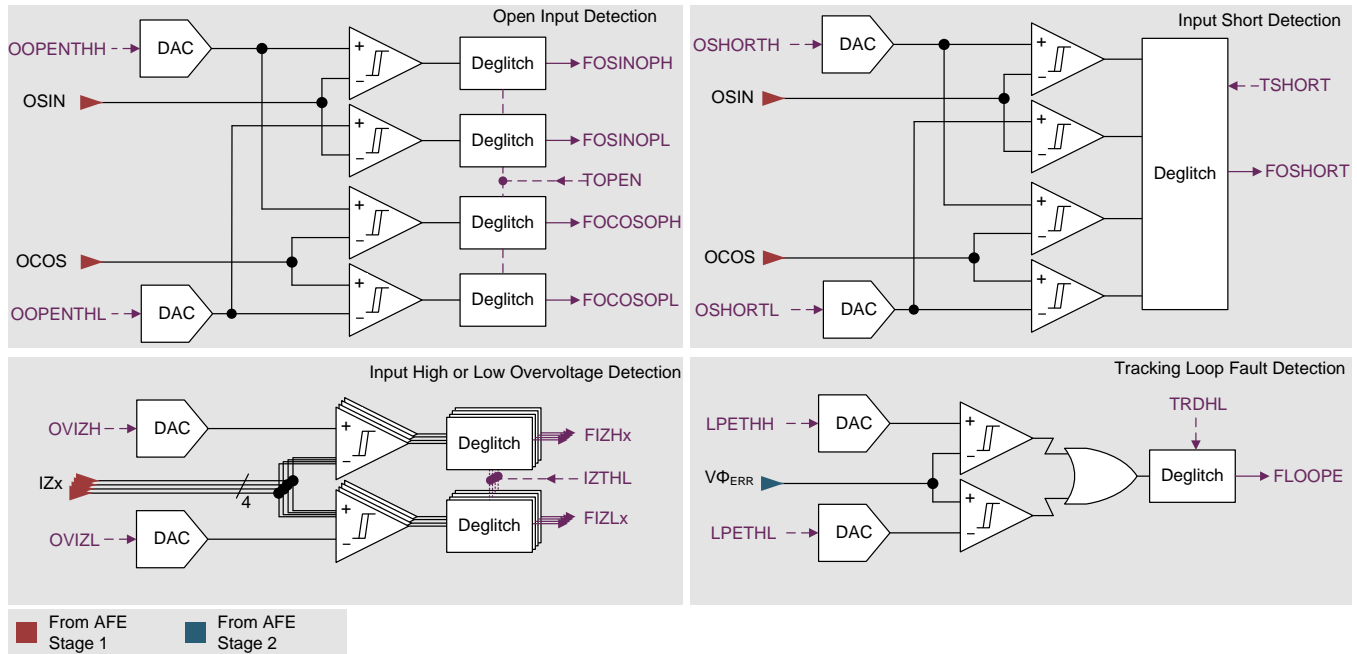 Open Input Detection
OOPENTHH
DAC
+
−
Deglitch
FOSINOPH
OSIN
+
−
Deglitch
FOSINOPL
TOPEN
+
−
Deglitch
FOCOSOPH
OCOS
+
−
Deglitch
FOCOSOPL
OOPENTHL
DAC
Input Short Detection
OSHORTH
DAC
+
−
TSHORT
OSIN
+
−
Deglitch
FOSHORT
+
−
OCOS
+
−
OSHORTL
DAC
Input High or Low Overvoltage Detection
OVIZH
DAC
+
−
Deglitch
FIZHx
IZx
4
IZTHL
+
−
Deglitch
FIZLx
OVIZL
DAC
Tracking Loop Fault Detection
TRDHL
LPETHH
DAC
+
−
VΦERR
Deglitch
FLOOPE
+
−
LPETHL
DAC
From AFE
Stage 1
From AFE
Stage 2